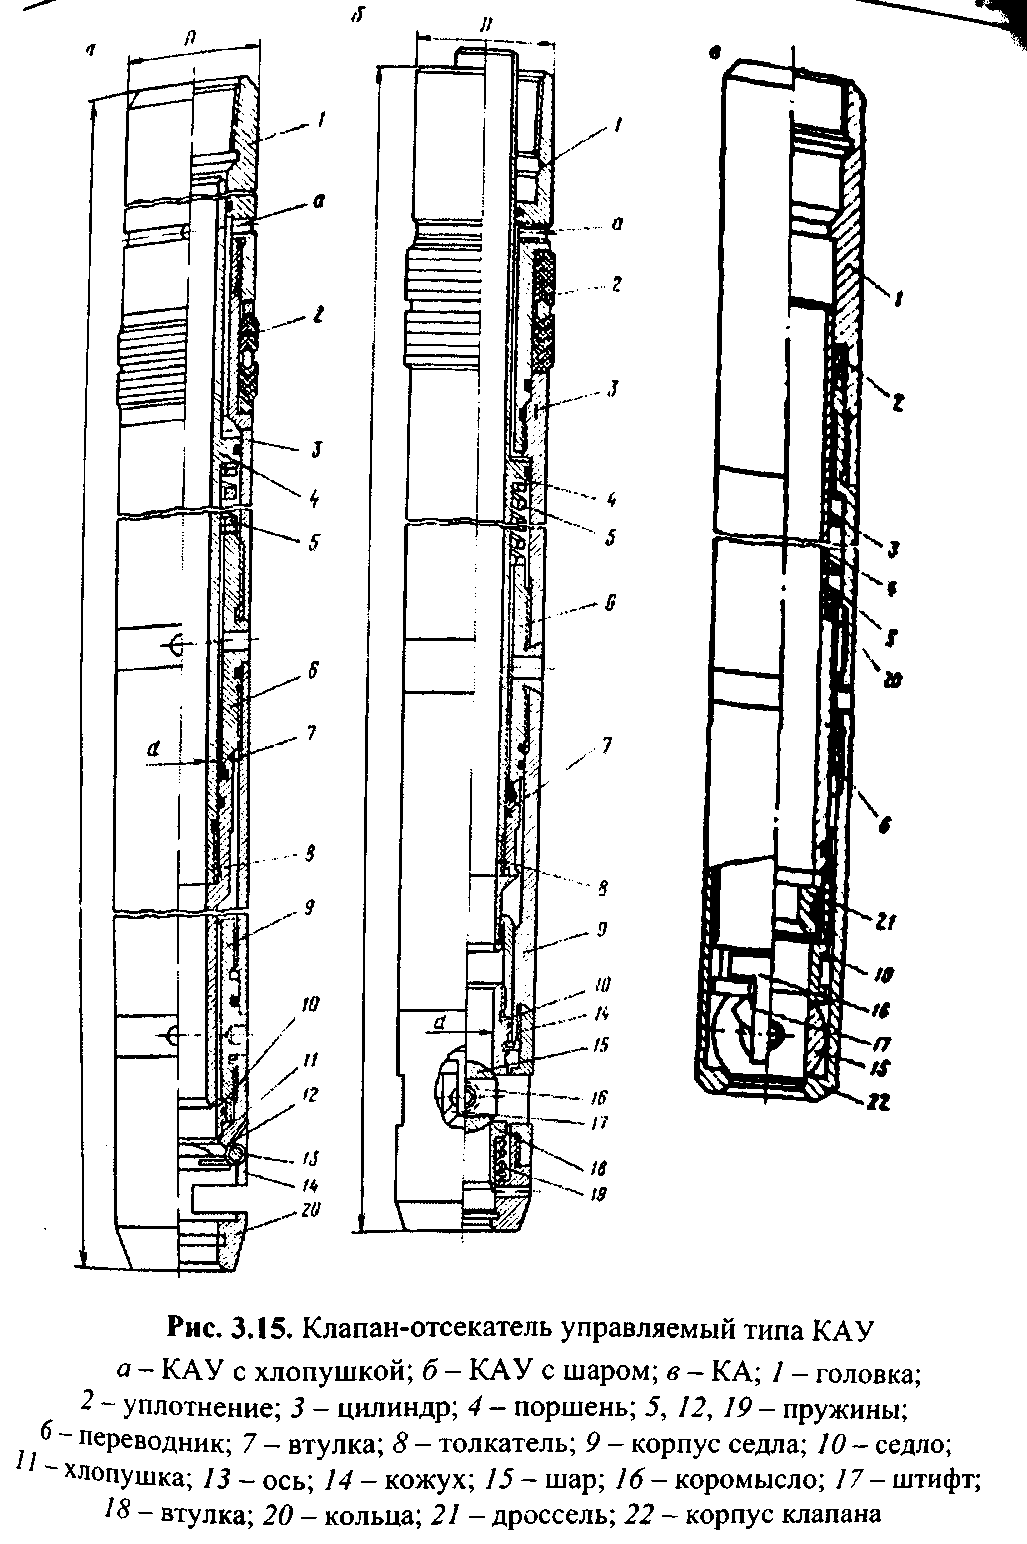 а
D
1
а
2
3
4
5
6
d
7
8
9
10
11
12
13
14
20
б
D
1
а
2
3
4
5
6
7
8
9
10
14
d
15
16
17
18
19
в
1
2
3
4
5
20
6
21
18
16
17
15
22
Рис. 3.15. Клапан-отсекатель управляемый типа КАУ
а – КАУ с хлопушкой; б – КАУ с шаром; в – КА; 1 – головка;
2 – уплотнение; 3 – цилиндр; 4 – поршень; 5, 12, 19 – пружины;
6 – переводник; 7 – втулка; 8 – толкатель; 9 – корпус седла; 10 – седло;
11 – хлопушка; 13 – ось; 14 – кожух; 15 – шар; 16 – коромысло; 17 – штифт;
18 – втулка; 20 – кольца; 21 – дроссель; 22 – корпус клапана